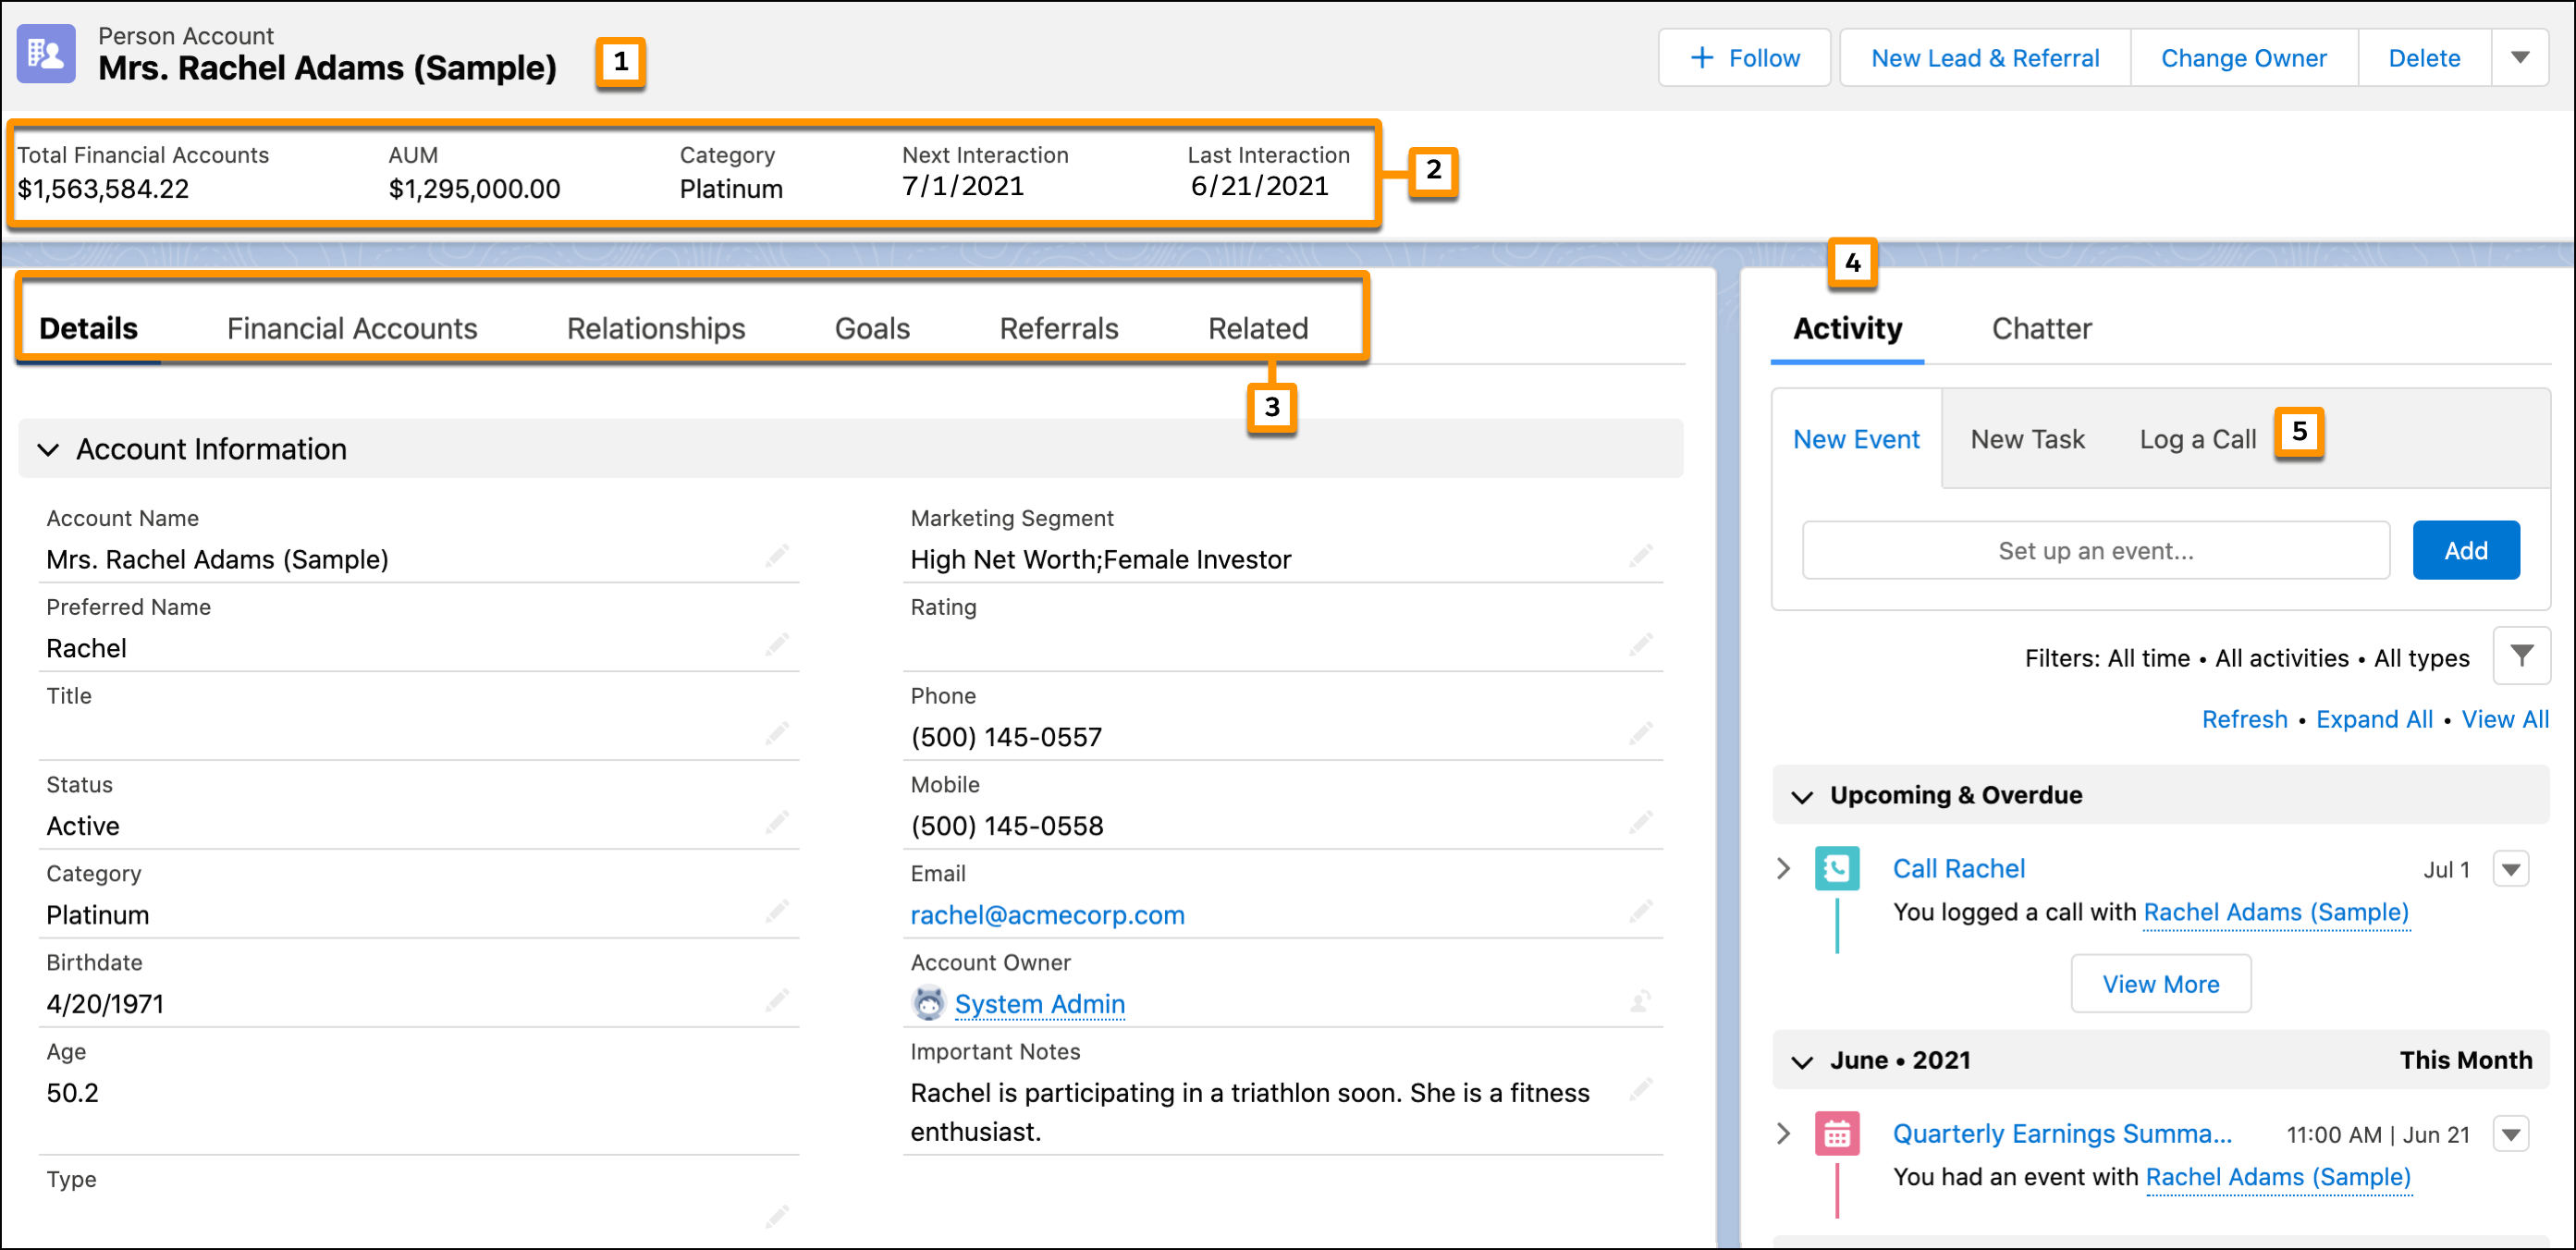 Person Account
Mrs. Rachel Adams (Sample)
1
Follow
New Lead & Referral
Change Owner
Delete
Total Financial Accounts
$1,563,584.22
AUM
$1,295,000.00
Category
Platinum
Next Interaction
7/1/2021
Last Interaction
6/21/2021
2
Details
Financial Accounts
Relationships
Goals
Referrals
Related
3
Account Information
Account Name
Mrs. Rachel Adams (Sample)
Preferred Name
Rachel
Title
Status
Active
Category
Platinum
Birthdate
4/20/1971
Age
50.2
Type
Marketing Segment
High Net Worth;Female Investor
Rating
Phone
(500) 145-0557
Mobile
(500) 145-0558
Email
rachel@acmecorp.com
Account Owner
System Admin
Important Notes
Rachel is participating in a triathlon soon. She is a fitness
enthusiast.
4
Activity
Chatter
New Event
New Task
Log a Call
5
Set up an event...
Add
Filters: All time • All activities • All types
Refresh • Expand All • View All
Upcoming & Overdue
Call Rachel
Jul 1
You logged a call with Rachel Adams (Sample)
View More
June • 2021
This Month
Quarterly Earnings Summa...
11:00 AM | Jun 21
You had an event with Rachel Adams (Sample)